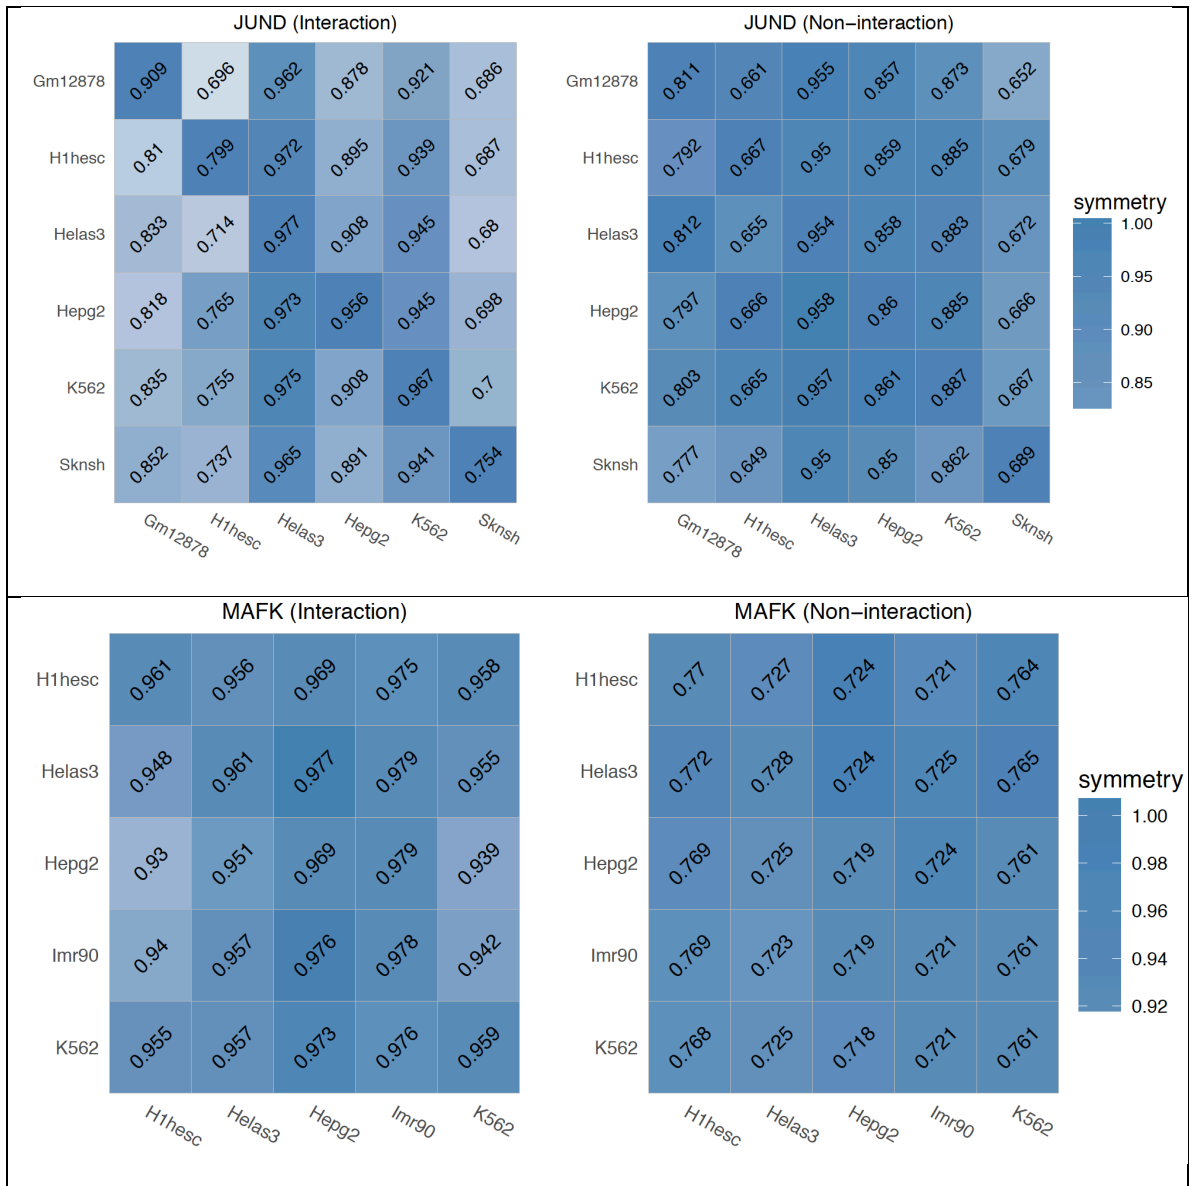 JUND (Interaction)
Gm12878 0.909 0.696 0.962 0.878 0.921 0.686
H1hesc 0.81 0.799 0.972 0.895 0.939 0.687
Helas3 0.833 0.714 0.977 0.908 0.945 0.68
Hepg2 0.818 0.765 0.973 0.956 0.945 0.698
K562 0.835 0.755 0.975 0.908 0.967 0.7
Sknsh 0.852 0.737 0.965 0.891 0.941 0.754
Gm12878 H1hesc Helas3 Hepg2 K562 Sknsh
JUND (Non−interaction)
Gm12878 0.811 0.661 0.955 0.857 0.873 0.652
H1hesc 0.792 0.667 0.95 0.859 0.885 0.679
Helas3 0.812 0.655 0.954 0.858 0.883 0.672
Hepg2 0.797 0.666 0.958 0.86 0.885 0.666
K562 0.803 0.665 0.957 0.861 0.887 0.667
Sknsh 0.777 0.649 0.95 0.85 0.862 0.689
Gm12878 H1hesc Helas3 Hepg2 K562 Sknsh
symmetry
1.00
0.95
0.90
0.85
MAFK (Interaction)
H1hesc 0.961 0.956 0.969 0.975 0.958
Helas3 0.948 0.961 0.977 0.979 0.955
Hepg2 0.93 0.951 0.969 0.979 0.939
Imr90 0.94 0.957 0.976 0.978 0.942
K562 0.955 0.957 0.973 0.976 0.959
H1hesc Helas3 Hepg2 Imr90 K562
MAFK (Non−interaction)
H1hesc 0.77 0.727 0.724 0.721 0.764
Helas3 0.772 0.728 0.724 0.725 0.765
Hepg2 0.769 0.725 0.719 0.724 0.761
Imr90 0.769 0.723 0.719 0.721 0.761
K562 0.768 0.725 0.718 0.721 0.761
H1hesc Helas3 Hepg2 Imr90 K562
symmetry
1.00
0.98
0.96
0.94
0.92